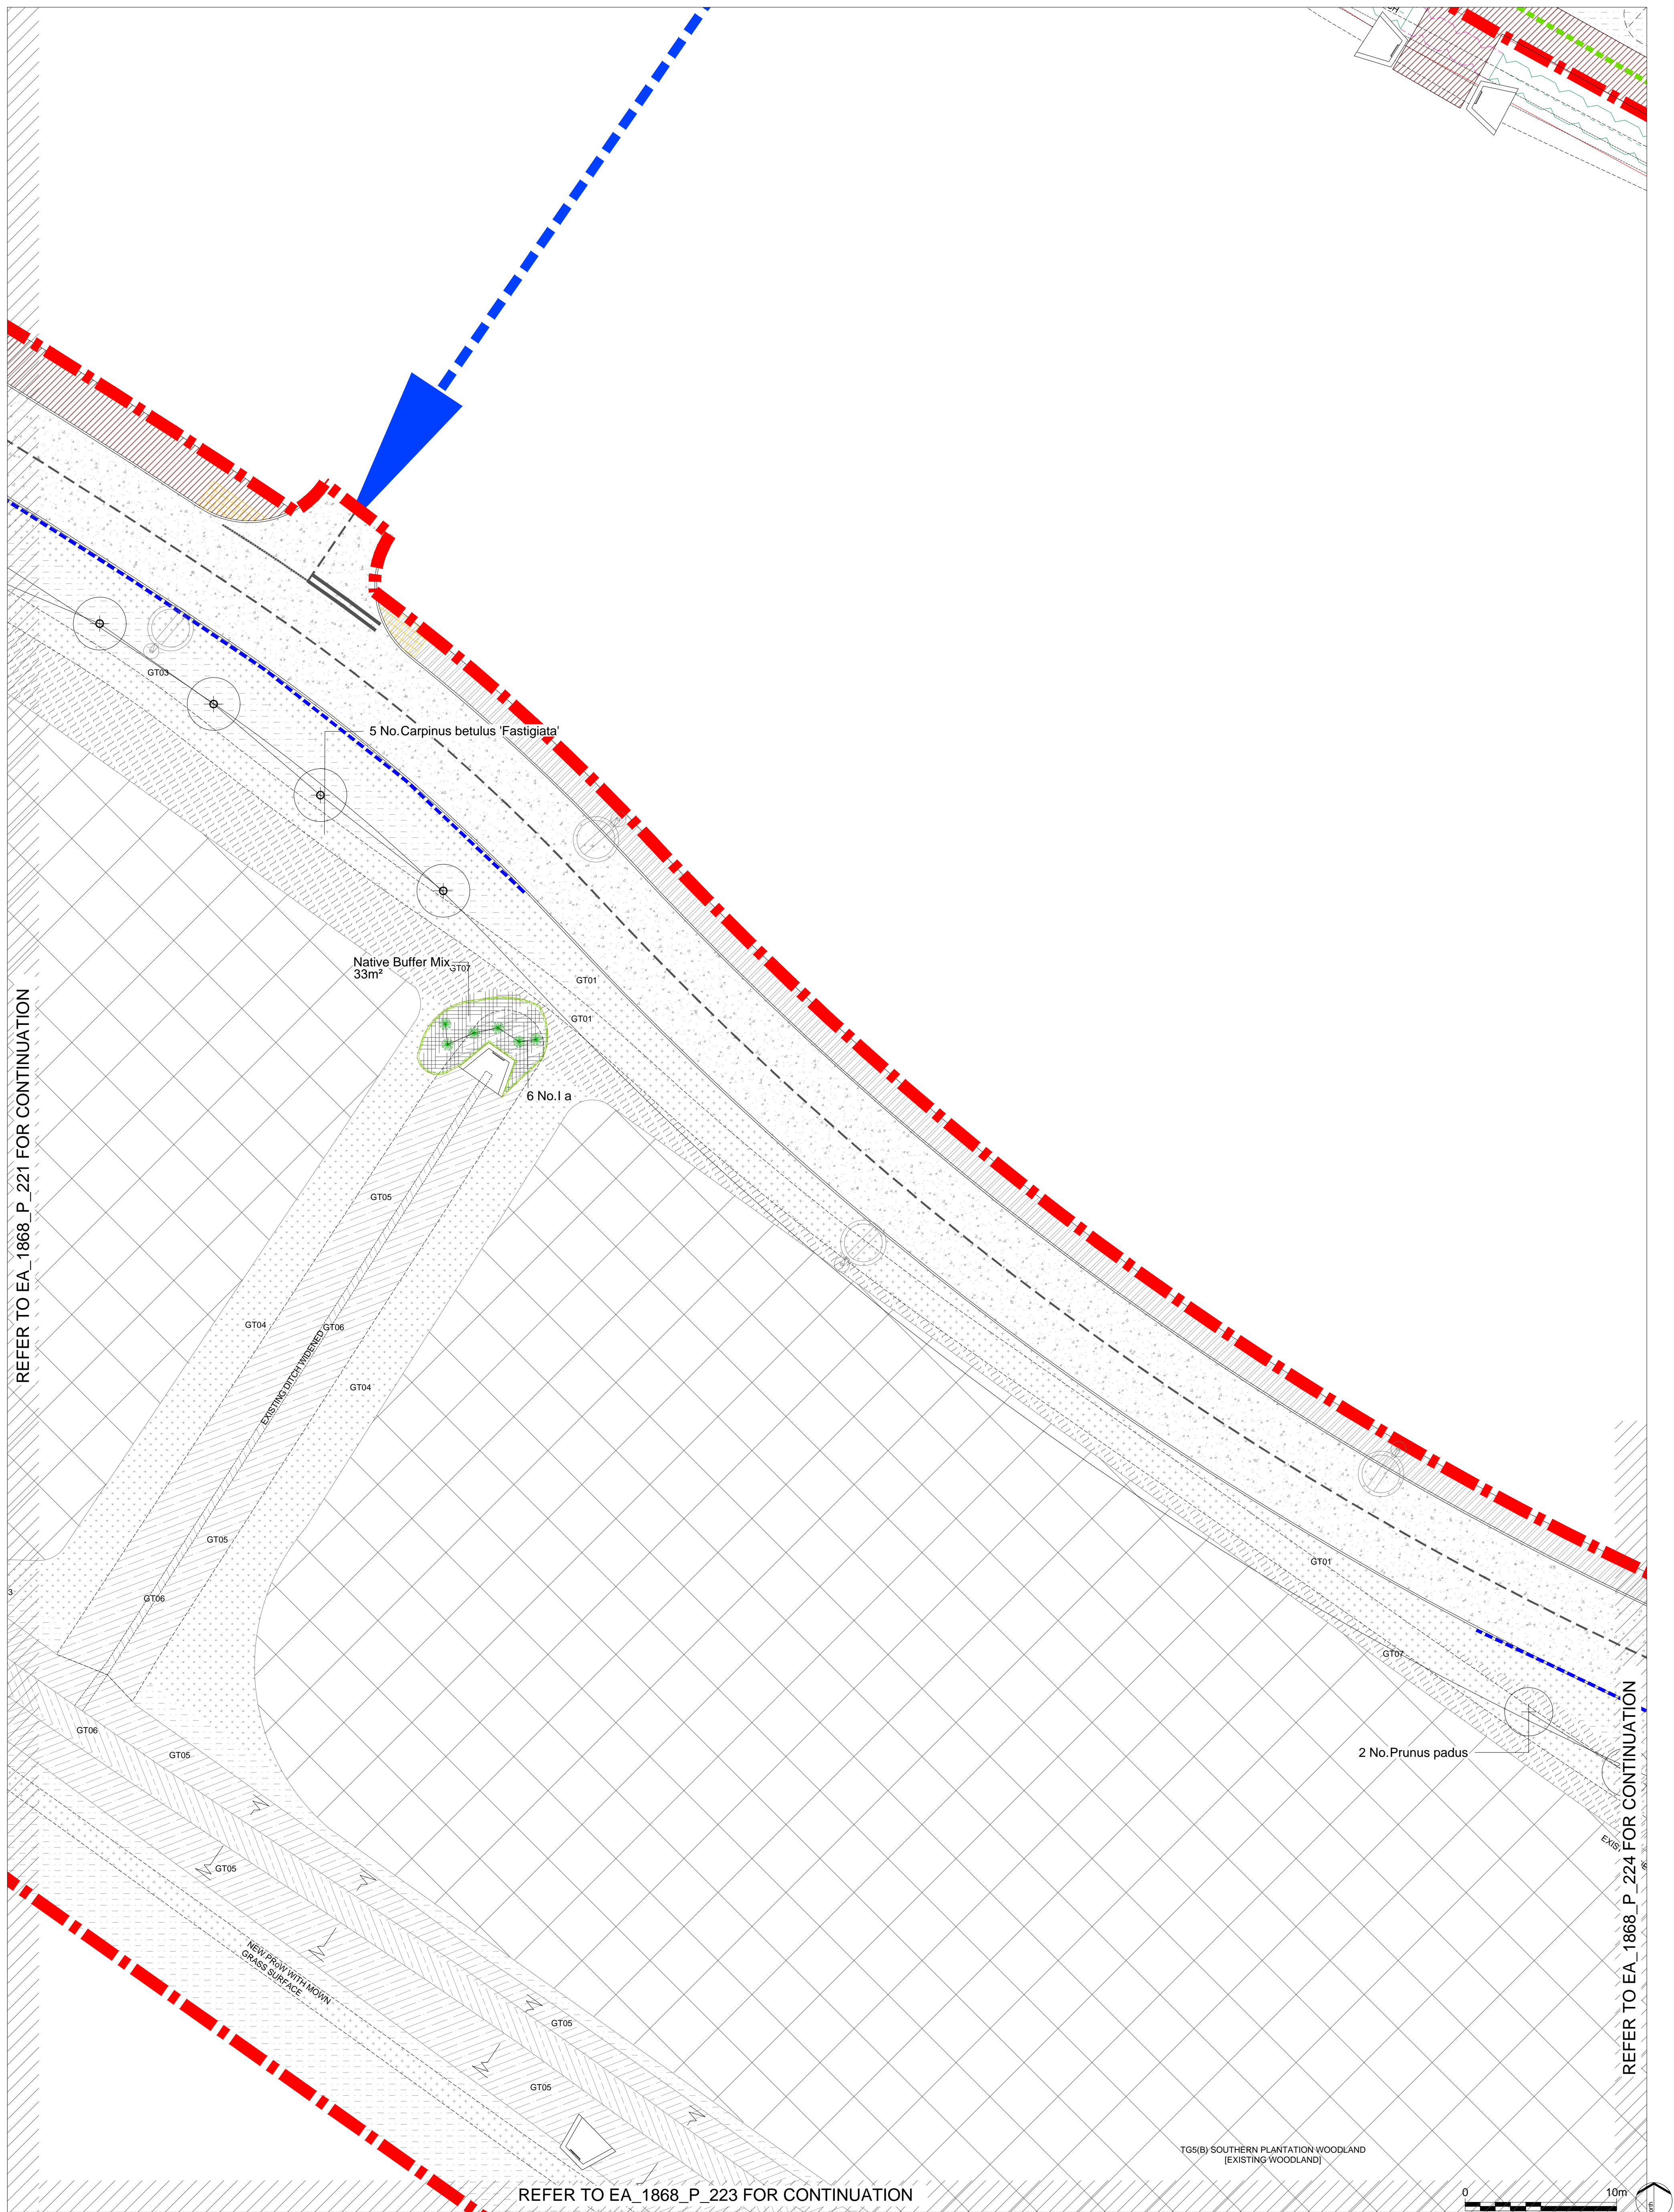 GT03
5 No.Carpinus betulus 'Fastigiata'
Native Buffer Mix
33m²
GT07
GT01
GT01
6 No.I a
REFER TO EA_1868_P_221 FOR CONTINUATION
GT05
GT04
GT06
EXISTING DITCH WIDENED
GT04
GT05
GT01
3
GT06
GT07
GT06
GT05
2 No.Prunus padus
REFER TO EA_1868_P_224 FOR CONTINUATION
GT05
NEW PRoW WITH MOWN
GRASS SURFACE
GT05
GT05
TG5(B) SOUTHERN PLANTATION WOODLAND
[EXISTING WOODLAND]
REFER TO EA_1868_P_223 FOR CONTINUATION
0
10m